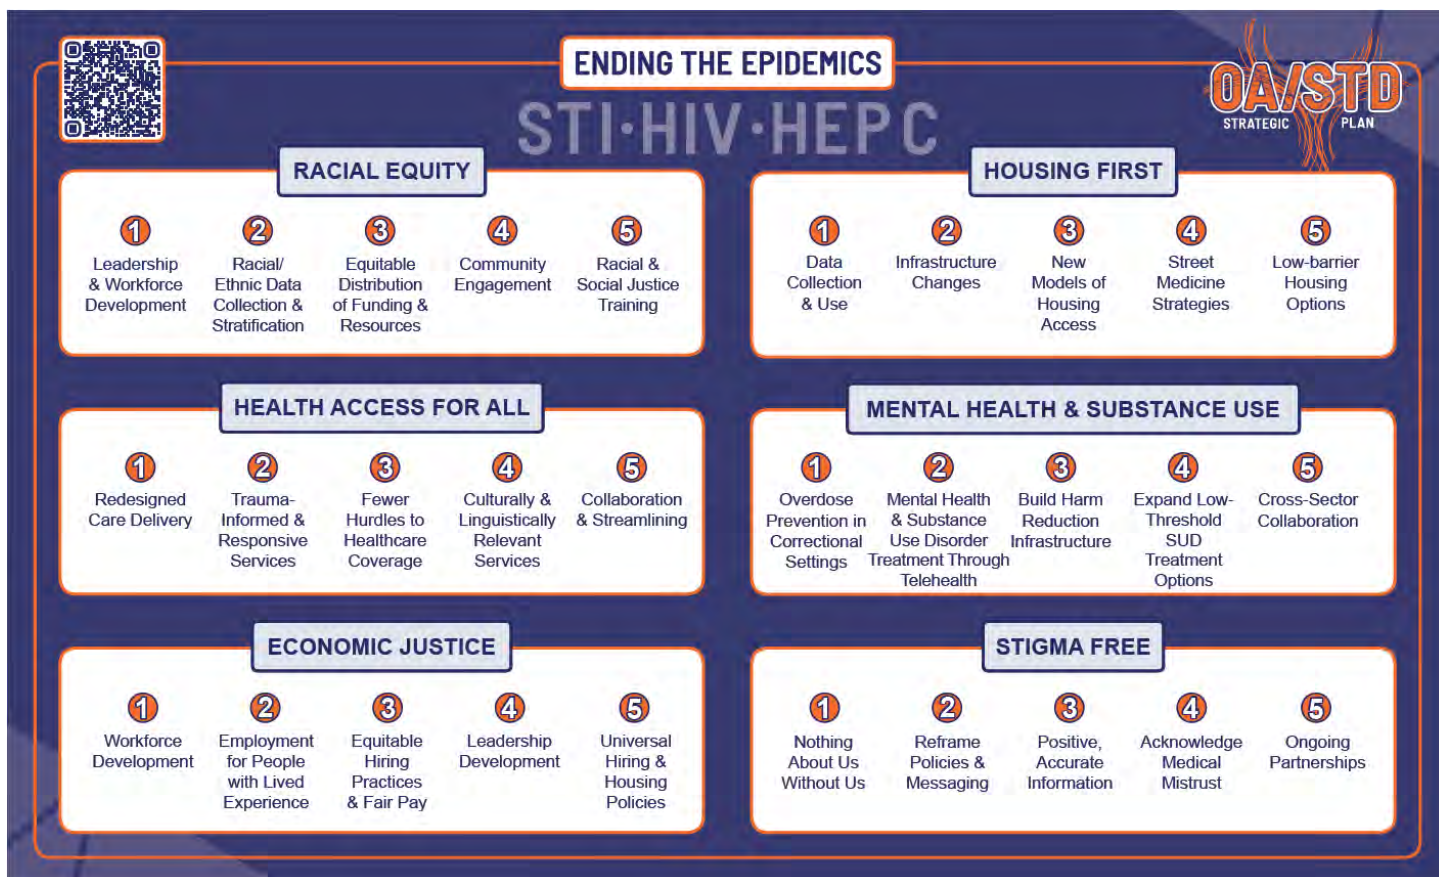 ENDING THE EPIDEMICS
STI·HIV·HEP C
OA/STD
STRATEGIC PLAN
RACIAL EQUITY
1
Leadership
& Workforce
Development
2
Racial/
Ethnic Data
Collection &
Stratification
3
Equitable
Distribution
of Funding &
Resources
4
Community
Engagement
5
Racial &
Social Justice
Training
HOUSING FIRST
1
Data
Collection
& Use
2
Infrastructure
Changes
3
New
Models of
Housing
Access
4
Street
Medicine
Strategies
5
Low-barrier
Housing
Options
HEALTH ACCESS FOR ALL
1
Redesigned
Care Delivery
2
Trauma-
Informed &
Responsive
Services
3
Fewer
Hurdles to
Healthcare
Coverage
4
Culturally &
Linguistically
Relevant
Services
5
Collaboration
& Streamlining
MENTAL HEALTH & SUBSTANCE USE
1
Overdose
Prevention in
Correctional
Settings
2
Mental Health
& Substance
Use Disorder
Treatment Through
Telehealth
3
Build Harm
Reduction
Infrastructure
4
Expand Low-
Threshold
SUD
Treatment
Options
5
Cross-Sector
Collaboration
ECONOMIC JUSTICE
1
Workforce
Development
2
Employment
for People
with Lived
Experience
3
Equitable
Hiring
Practices
& Fair Pay
4
Leadership
Development
5
Universal
Hiring &
Housing
Policies
STIGMA FREE
1
Nothing
About Us
Without Us
2
Reframe
Policies &
Messaging
3
Positive,
Accurate
Information
4
Acknowledge
Medical
Mistrust
5
Ongoing
Partnerships